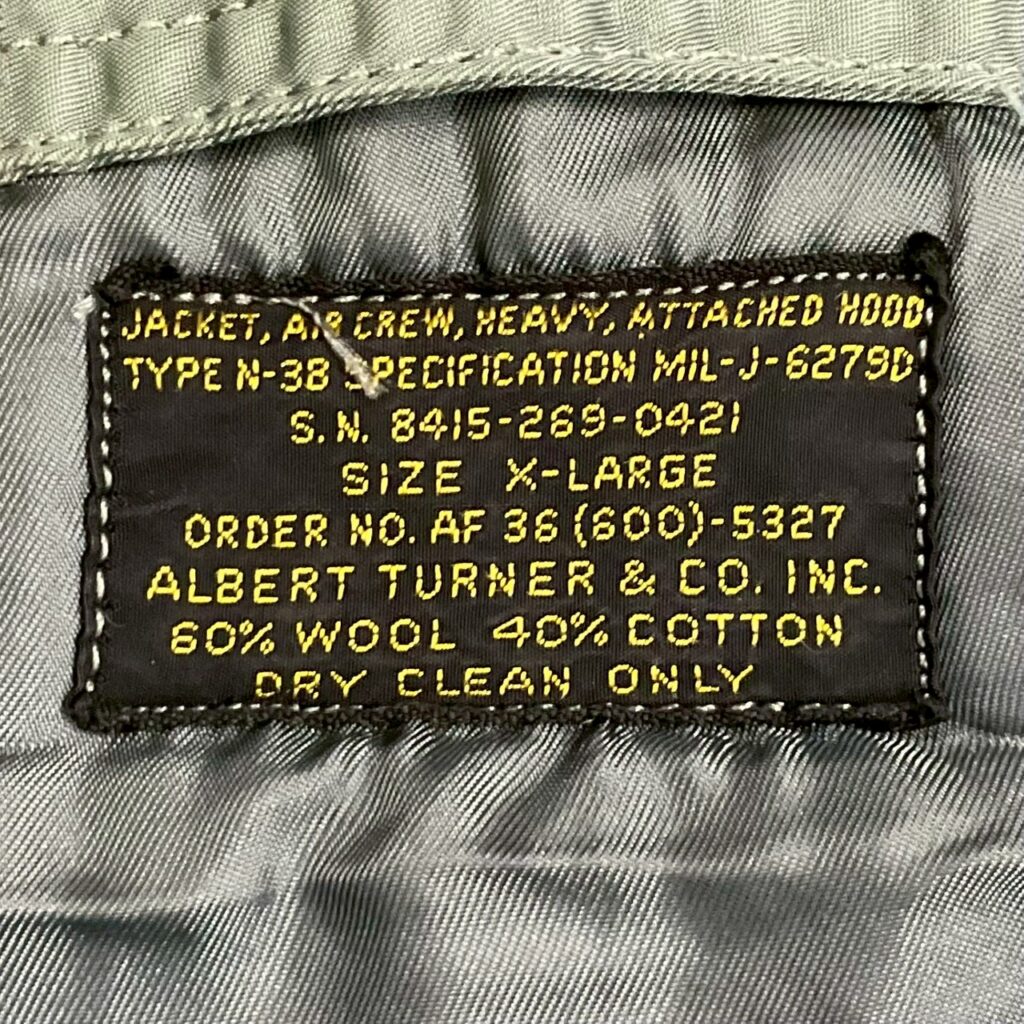 JACKET, AIR CREW, HEAVY, ATTACHED HOOD
TYPE N-3B SPECIFICATION MIL-J-6279D
S.N. 8415-269-0421
SIZE X-LARGE
ORDER NO. AF 36 (600)-5327
ALBERT TURNER & CO. INC.
60% WOOL 40% COTTON
DRY CLEAN ONLY